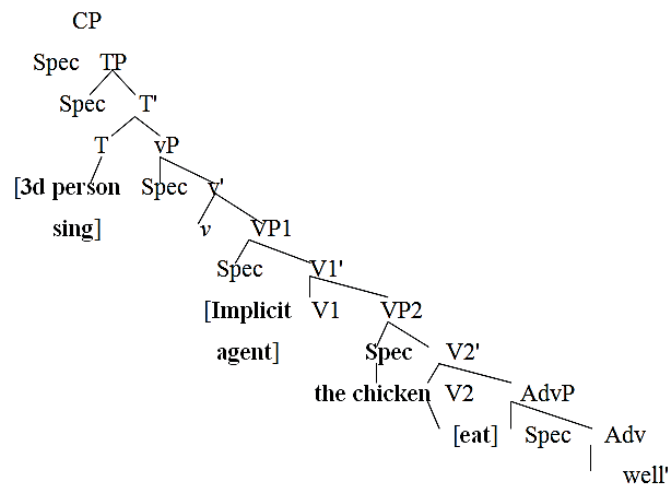 CP
Spec TP
Spec T'
T vP
[3d person Spec v'
sing] v VP1
Spec V1'
[Implicit V1 VP2
agent] Spec V2'
the chicken V2 AdvP
[eat] Spec Adv
well'